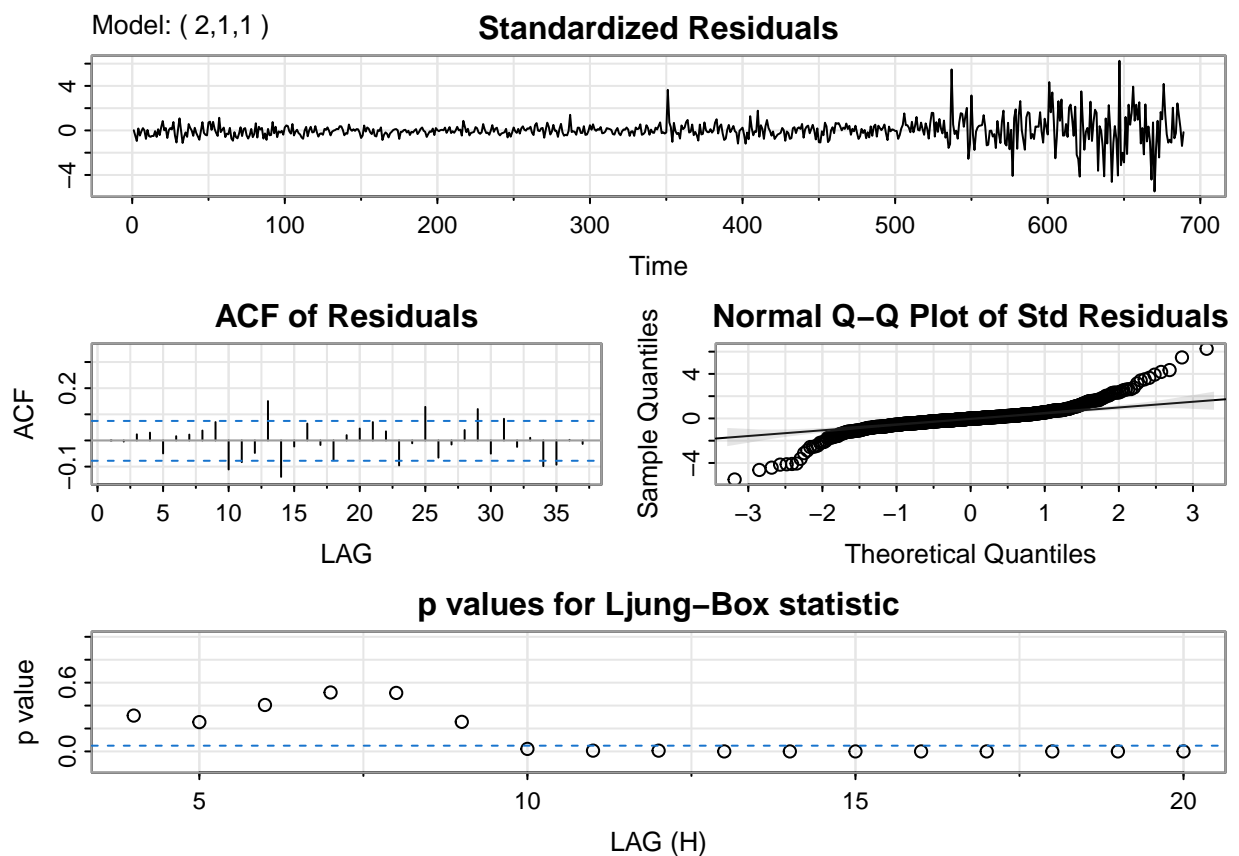 Model: ( 2,1,1 )
Standardized Residuals
4
0
−4
0 100 200 300 400 500 600 700
Time
ACF of Residuals
ACF
0.2
−0.1
0 5 10 15 20 25 30 35
LAG
Normal Q−Q Plot of Std Residuals
Sample Quantiles
4
0
−4
−3 −2 −1 0 1 2 3
Theoretical Quantiles
p values for Ljung−Box statistic
p value
0.6
0.0
5 10 15 20
LAG (H)